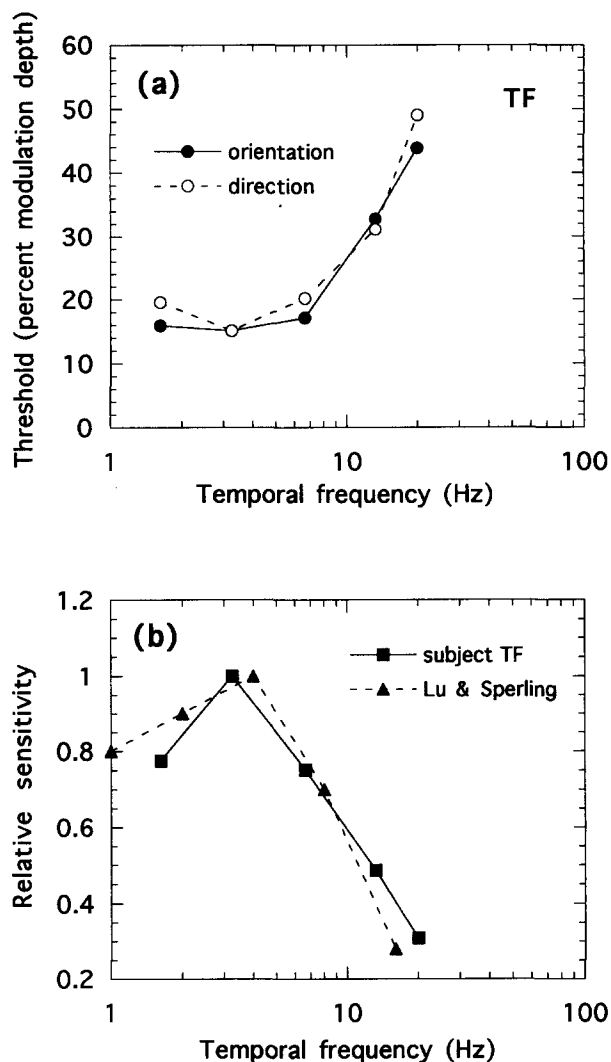 60
50
40
30
20
10
0
(a)
TF
orientation
direction
Threshold (percent modulation depth)
1
10
100
Temporal frequency (Hz)
1.2
1
0.8
0.6
0.4
0.2
(b)
subject TF
Lu & Sperling
Relative sensitivity
1
10
100
Temporal frequency (Hz)